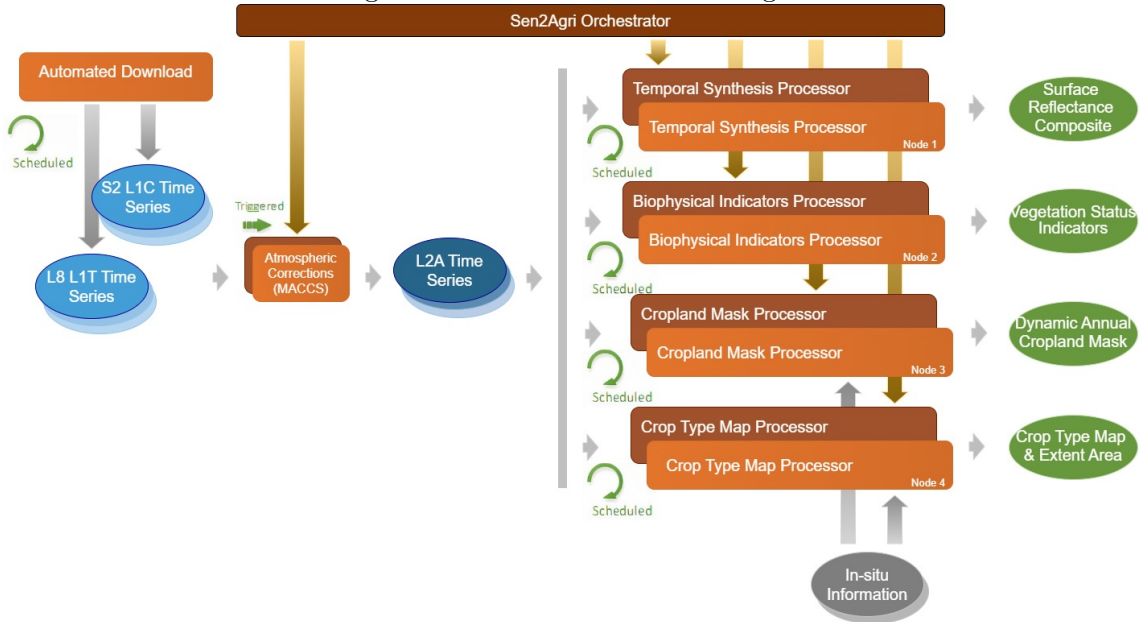 Sen2Agri Orchestrator
Automated Download
Scheduled
S2 L1C Time
Series
L8 L1T Time
Series
Triggered
Atmospheric
Corrections
(MACCS)
L2A Time
Series
Temporal Synthesis Processor
Temporal Synthesis Processor
Node 1
Scheduled
Surface
Reflectance
Composite
Biophysical Indicators Processor
Biophysical Indicators Processor
Node 2
Scheduled
Vegetation Status
Indicators
Cropland Mask Processor
Cropland Mask Processor
Node 3
Scheduled
Dynamic Annual
Cropland Mask
Crop Type Map Processor
Crop Type Map Processor
Node 4
Scheduled
Crop Type Map
& Extent Area
In-situ
Information